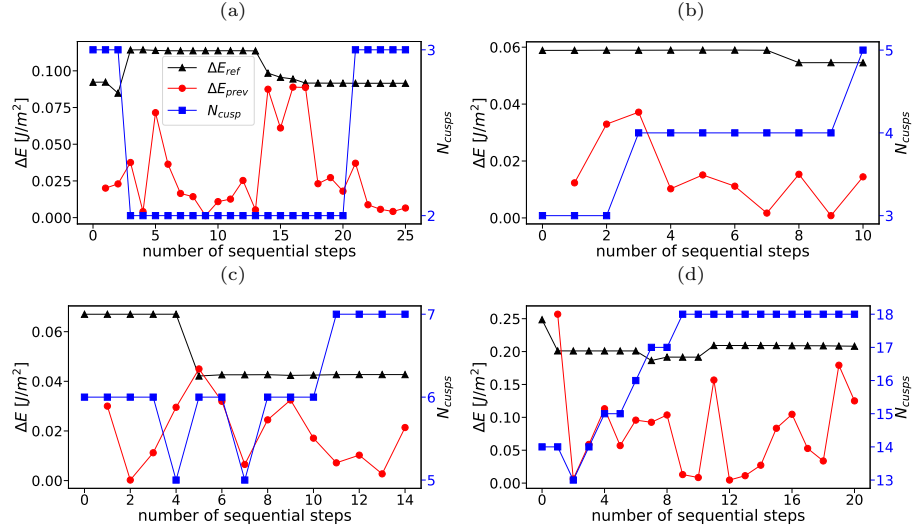 (a)
(b)
ΔE [J/m²]
0.000
0.025
0.050
0.075
0.100
ΔE_ref
ΔE_prev
N_cusp
2
3
N_cusps
0 5 10 15 20 25
number of sequential steps
ΔE [J/m²]
0.00
0.02
0.04
0.06
3
4
5
N_cusps
0 2 4 6 8 10
number of sequential steps
(c)
(d)
ΔE [J/m²]
0.00
0.02
0.04
0.06
5
6
7
N_cusps
0 2 4 6 8 10 12 14
number of sequential steps
ΔE [J/m²]
0.00
0.05
0.10
0.15
0.20
0.25
13
14
15
16
17
18
N_cusps
0 4 8 12 16 20
number of sequential steps